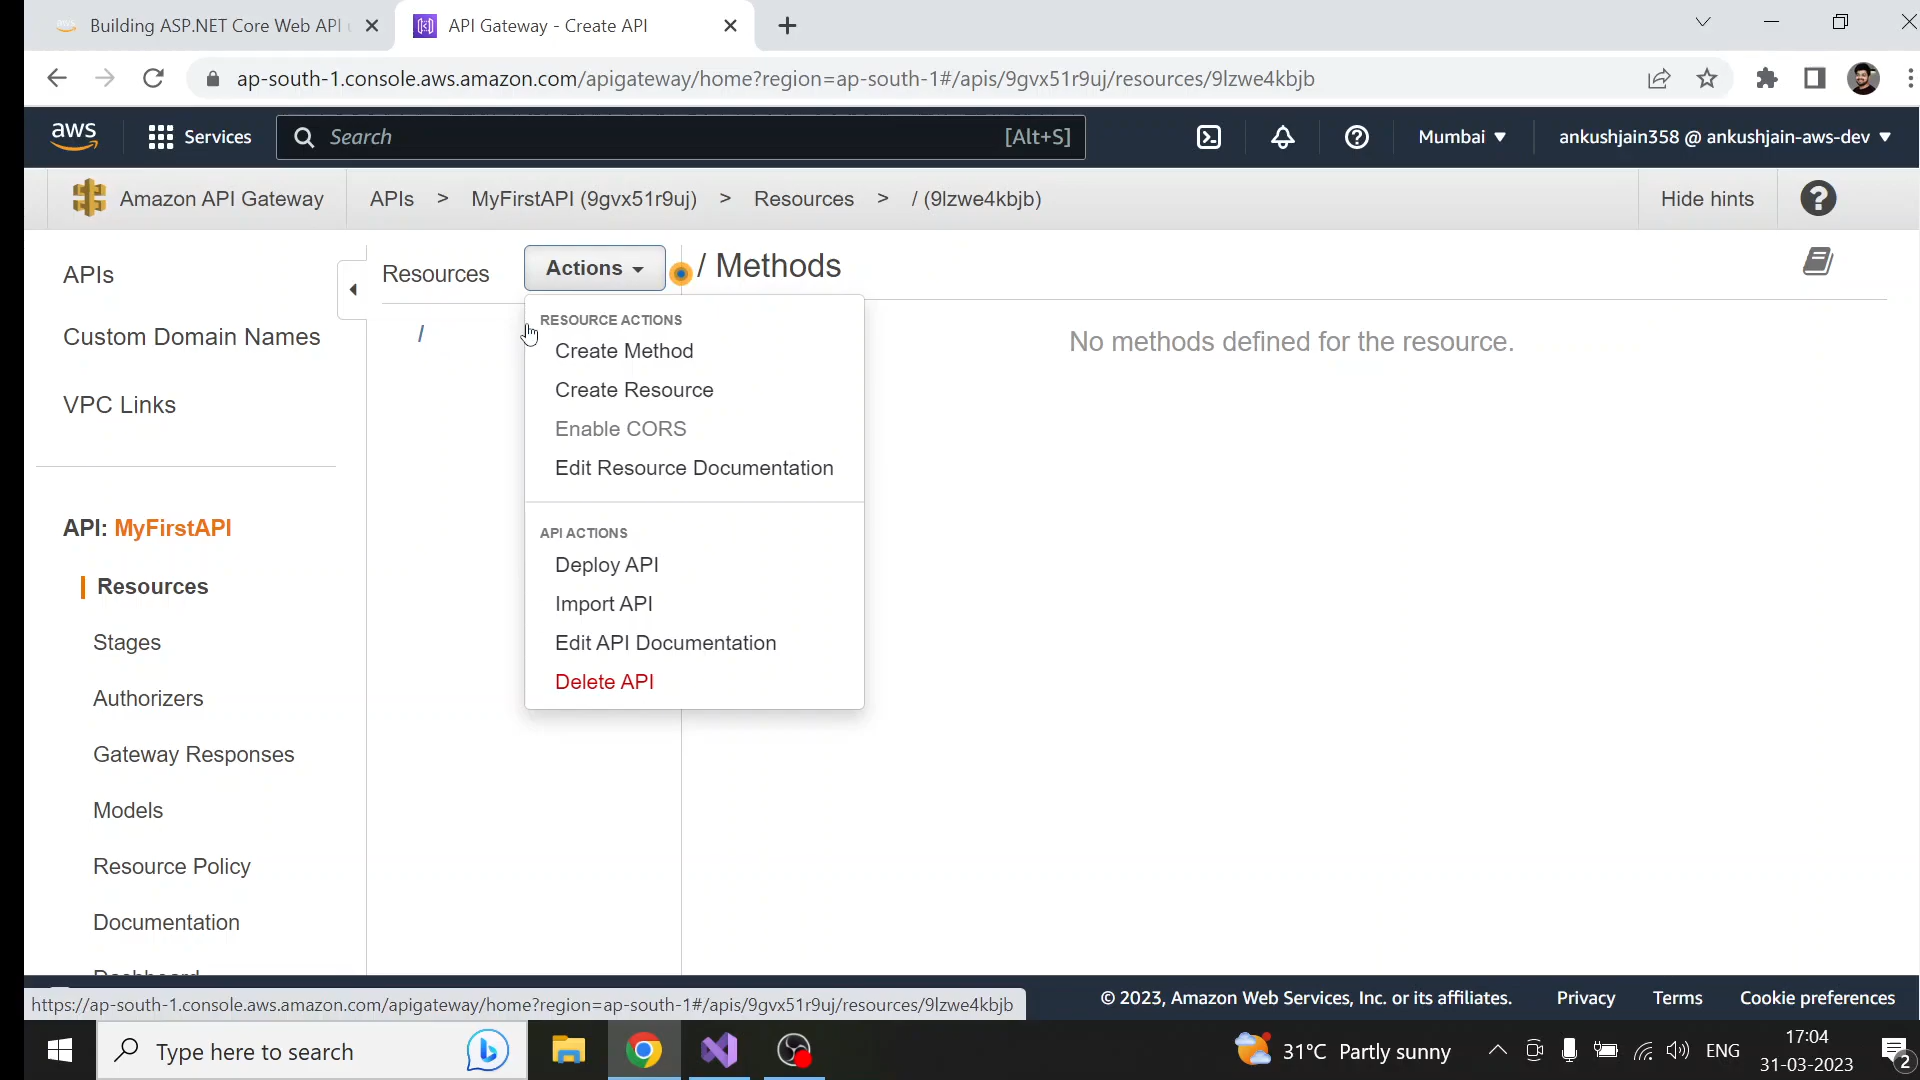 Building ASP.NET Core Web API
API Gateway - Create API
ap-south-1.console.aws.amazon.com/apigateway/home?region=ap-south-1#/apis/9gvx51r9uj/resources/9lzwe4kbjb
aws
Services
Search
[Alt+S]
Mumbai
ankushjain358 @ ankushjain-aws-dev
Amazon API Gateway
APIs > MyFirstAPI (9gvx51r9uj) > Resources > / (9lzwe4kbjb)
Hide hints
APIs
Custom Domain Names
VPC Links
API: MyFirstAPI
Resources
Stages
Authorizers
Gateway Responses
Models
Resource Policy
Documentation
Dashboard
Resources
Actions
/
/ Methods
No methods defined for the resource.
RESOURCE ACTIONS
Create Method
Create Resource
Enable CORS
Edit Resource Documentation
API ACTIONS
Deploy API
Import API
Edit API Documentation
Delete API
https://ap-south-1.console.aws.amazon.com/apigateway/home?region=ap-south-1#/apis/9gvx51r9uj/resources/9lzwe4kbjb
© 2023, Amazon Web Services, Inc. or its affiliates.
Privacy
Terms
Cookie preferences
Type here to search
31°C Partly sunny
ENG
17:04
31-03-2023
2